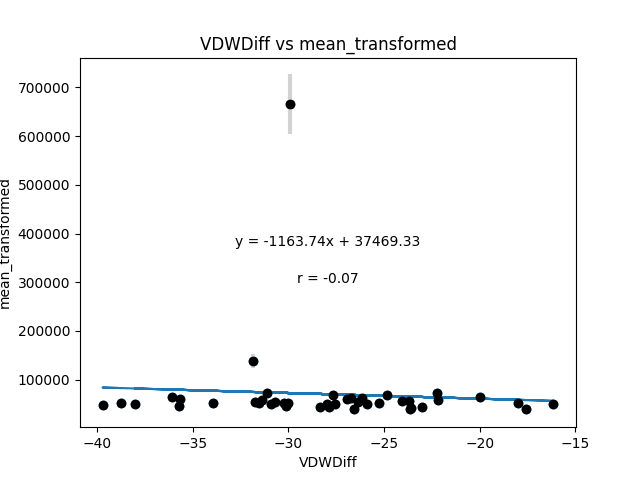 VDWDiff vs mean_transformed
700000
600000
500000
400000
300000
200000
100000
mean_transformed
y = -1163.74x + 37469.33
r = -0.07
−40
−35
−30
−25
−20
−15
VDWDiff